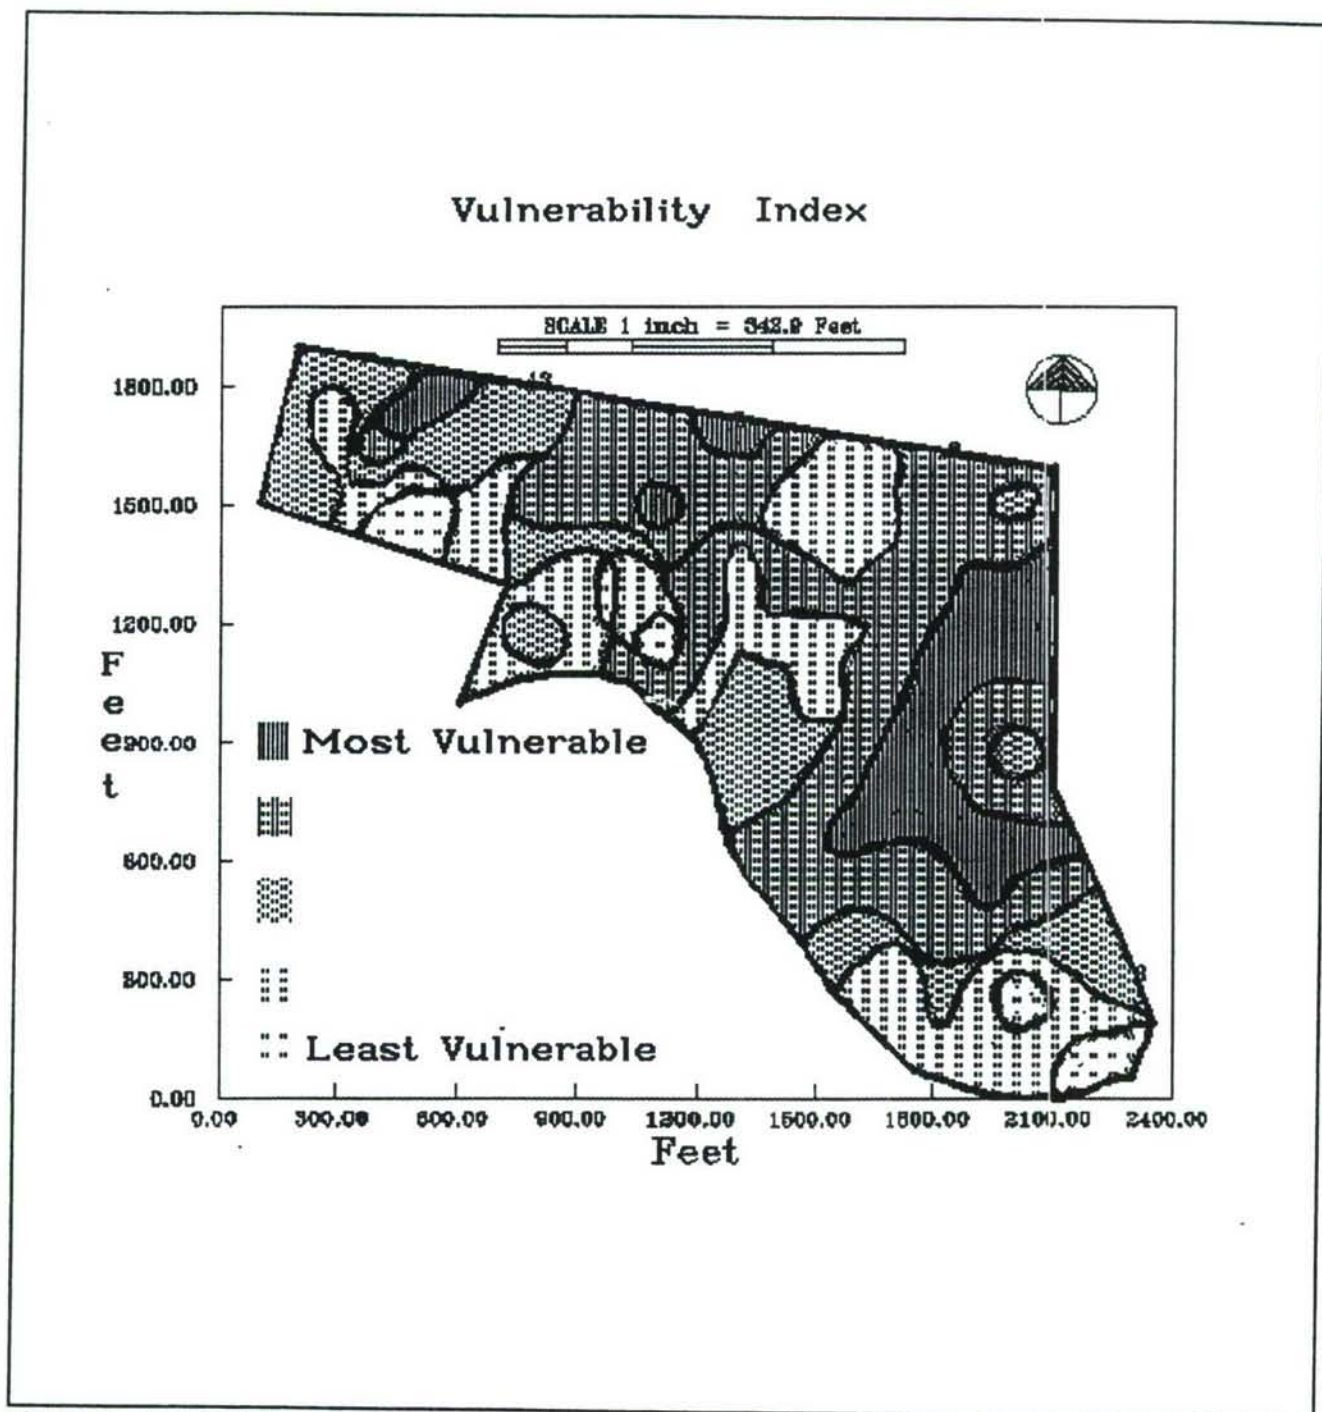 Vulnerability Index
SCALE 1 inch = 342.9 Feet
1800.00
1500.00
1200.00
900.00
600.00
300.00
0.00
Feet
Most Vulnerable
Least Vulnerable
0.00 300.00 600.00 900.00 1200.00 1500.00 1800.00 2100.00 2400.00
Feet